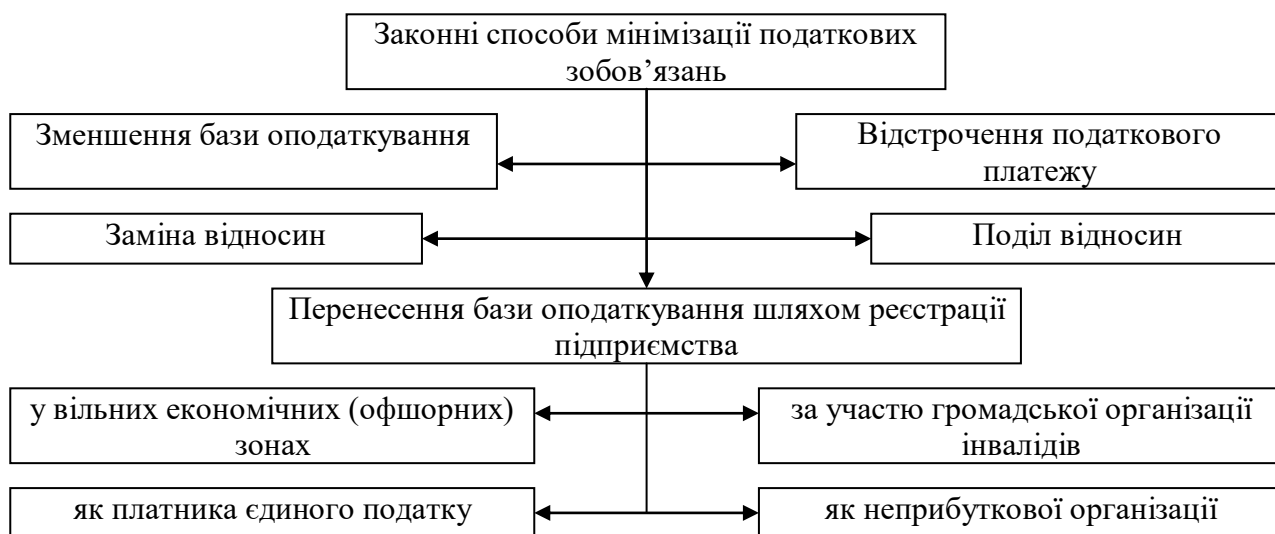 Законні способи мінімізації податкових
зобов’язань
Зменшення бази оподаткування
Відстрочення податкового
платежу
Заміна відносин
Поділ відносин
Перенесення бази оподаткування шляхом реєстрації
підприємства
у вільних економічних (офшорних)
зонах
за участю громадської організації
інвалідів
як платника єдиного податку
як неприбуткової організації